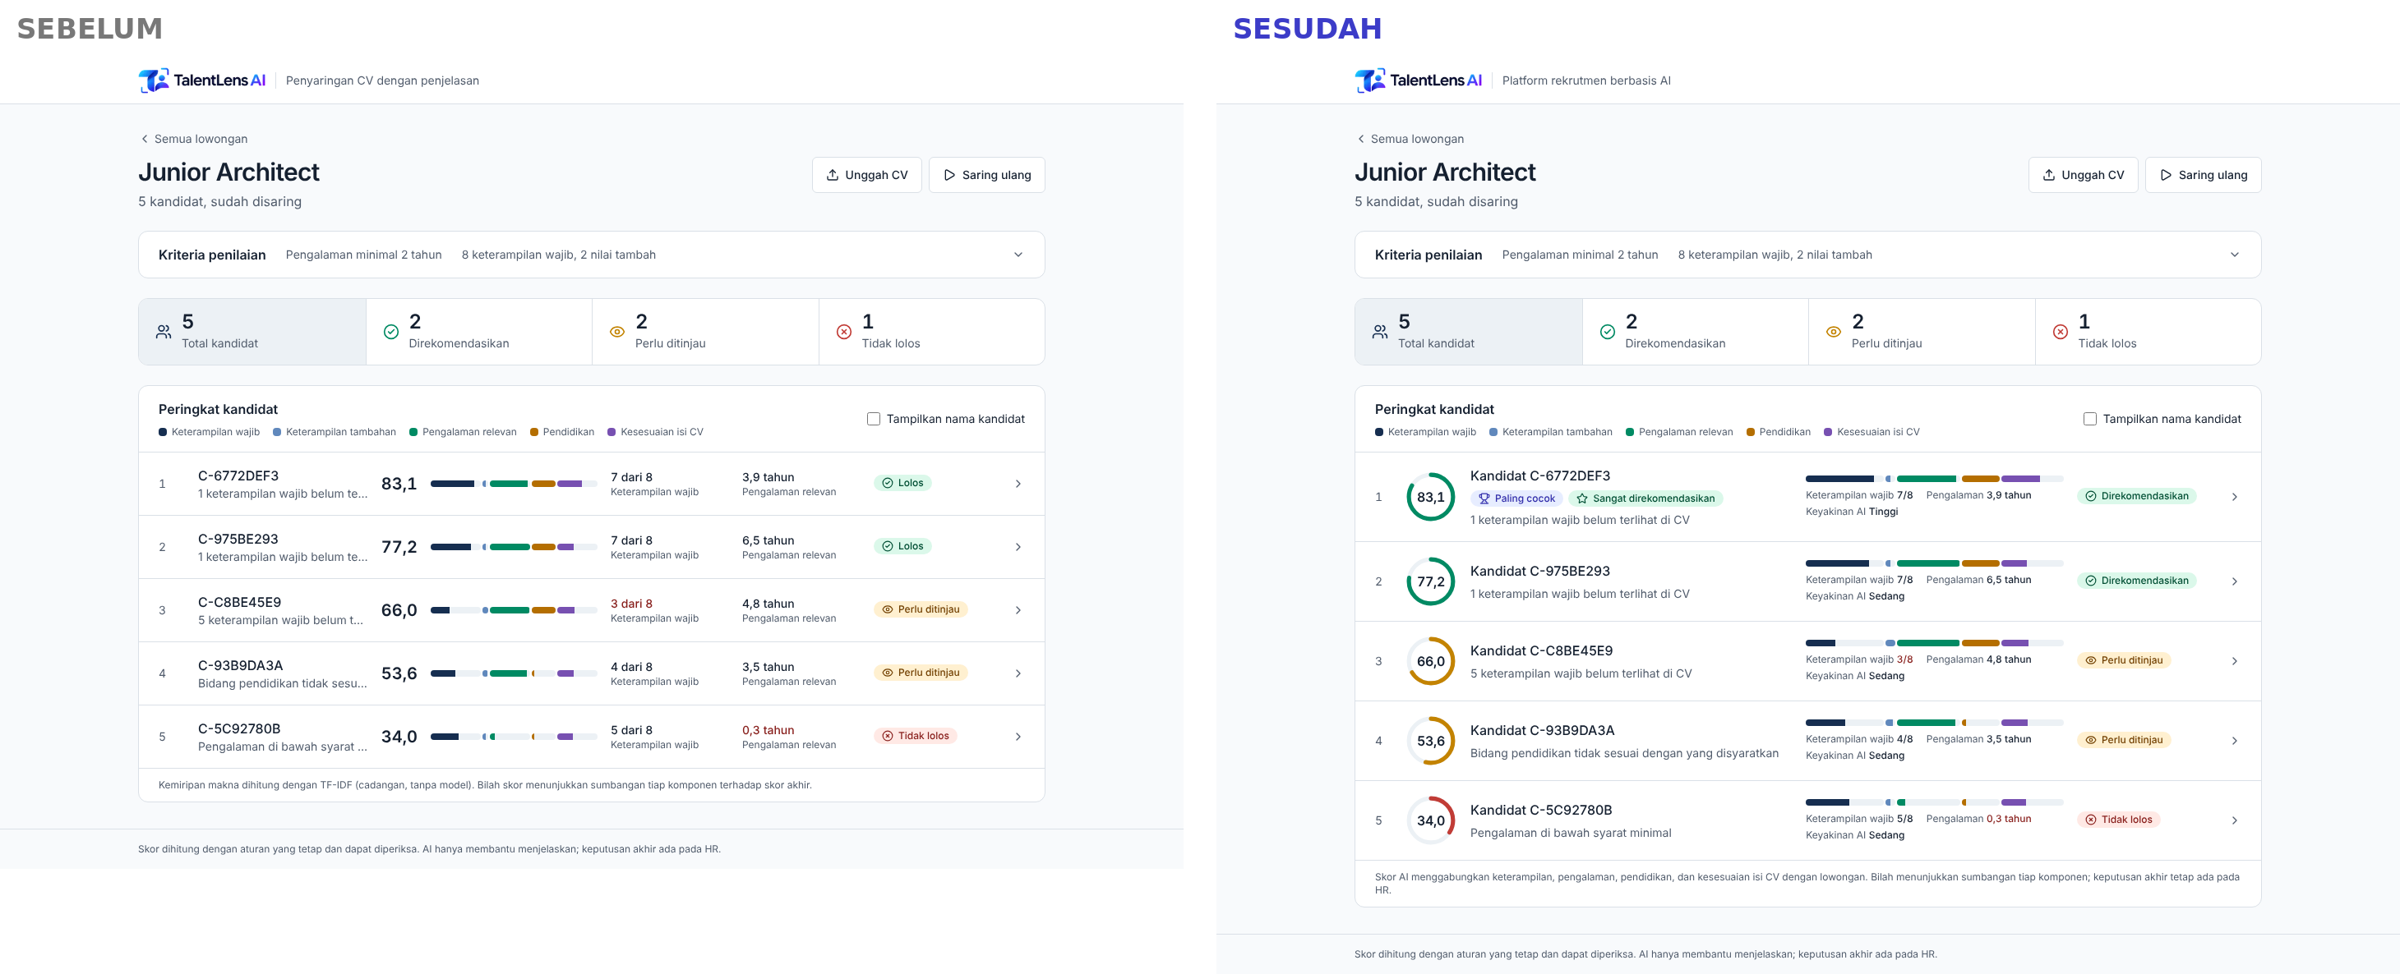 SEBELUM
TalentLens AI
Penyaringan CV dengan penjelasan
Semua lowongan
Junior Architect
5 kandidat, sudah disaring
Unggah CV
Saring ulang
Kriteria penilaian Pengalaman minimal 2 tahun 8 keterampilan wajib, 2 nilai tambah
5
Total kandidat
2
Direkomendasikan
2
Perlu ditinjau
1
Tidak lolos
Peringkat kandidat
Keterampilan wajib Keterampilan tambahan Pengalaman relevan Pendidikan Kesesuaian isi CV
Tampilkan nama kandidat
1
C-6772DEF3
1 keterampilan wajib belum te...
83,1
7 dari 8
Keterampilan wajib
3,9 tahun
Pengalaman relevan
Lolos
2
C-975BE293
1 keterampilan wajib belum te...
77,2
7 dari 8
Keterampilan wajib
6,5 tahun
Pengalaman relevan
Lolos
3
C-C8BE45E9
5 keterampilan wajib belum t...
66,0
3 dari 8
Keterampilan wajib
4,8 tahun
Pengalaman relevan
Perlu ditinjau
4
C-93B9DA3A
Bidang pendidikan tidak sesu...
53,6
4 dari 8
Keterampilan wajib
3,5 tahun
Pengalaman relevan
Perlu ditinjau
5
C-5C92780B
Pengalaman di bawah syarat ...
34,0
5 dari 8
Keterampilan wajib
0,3 tahun
Pengalaman relevan
Tidak lolos
Kemiripan makna dihitung dengan TF-IDF (cadangan, tanpa model). Bilah skor menunjukkan sumbangan tiap komponen terhadap skor akhir.
Skor dihitung dengan aturan yang tetap dan dapat diperiksa. AI hanya membantu menjelaskan; keputusan akhir ada pada HR.
SESUDAH
TalentLens AI
Platform rekrutmen berbasis AI
Semua lowongan
Junior Architect
5 kandidat, sudah disaring
Unggah CV
Saring ulang
Kriteria penilaian Pengalaman minimal 2 tahun 8 keterampilan wajib, 2 nilai tambah
5
Total kandidat
2
Direkomendasikan
2
Perlu ditinjau
1
Tidak lolos
Peringkat kandidat
Keterampilan wajib Keterampilan tambahan Pengalaman relevan Pendidikan Kesesuaian isi CV
Tampilkan nama kandidat
1
83,1
Kandidat C-6772DEF3
Paling cocok
Sangat direkomendasikan
1 keterampilan wajib belum terlihat di CV
Keterampilan wajib 7/8 Pengalaman 3,9 tahun
Keyakinan AI Tinggi
Direkomendasikan
2
77,2
Kandidat C-975BE293
1 keterampilan wajib belum terlihat di CV
Keterampilan wajib 7/8 Pengalaman 6,5 tahun
Keyakinan AI Sedang
Direkomendasikan
3
66,0
Kandidat C-C8BE45E9
5 keterampilan wajib belum terlihat di CV
Keterampilan wajib 3/8 Pengalaman 4,8 tahun
Keyakinan AI Sedang
Perlu ditinjau
4
53,6
Kandidat C-93B9DA3A
Bidang pendidikan tidak sesuai dengan yang disyaratkan
Keterampilan wajib 4/8 Pengalaman 3,5 tahun
Keyakinan AI Sedang
Perlu ditinjau
5
34,0
Kandidat C-5C92780B
Pengalaman di bawah syarat minimal
Keterampilan wajib 5/8 Pengalaman 0,3 tahun
Keyakinan AI Sedang
Tidak lolos
Skor AI menggabungkan keterampilan, pengalaman, pendidikan, dan kesesuaian isi CV dengan lowongan. Bilah menunjukkan sumbangan tiap komponen; keputusan akhir tetap ada pada
HR.
Skor dihitung dengan aturan yang tetap dan dapat diperiksa. AI hanya membantu menjelaskan; keputusan akhir ada pada HR.